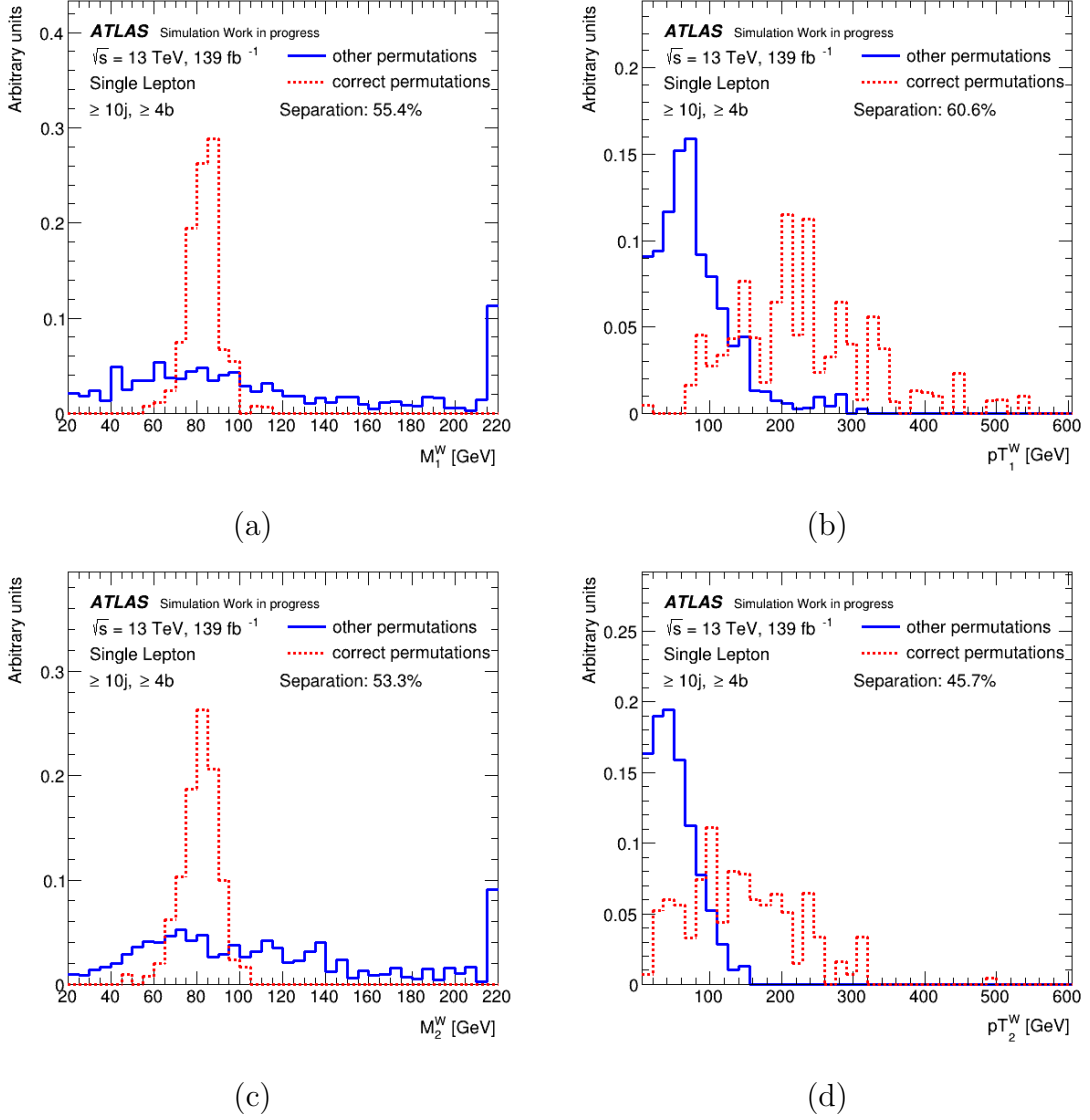 Arbitrary units
ATLAS Simulation Work in progress
√s = 13 TeV, 139 fb -1
Single Lepton
≥ 10j, ≥ 4b
other permutations
correct permutations
Separation: 55.4%
0.4
0.3
0.2
0.1
0
20 40 60 80 100 120 140 160 180 200 220
M1W [GeV]
(a)
Arbitrary units
ATLAS Simulation Work in progress
√s = 13 TeV, 139 fb -1
Single Lepton
≥ 10j, ≥ 4b
other permutations
correct permutations
Separation: 60.6%
0.2
0.15
0.1
0.05
0
100 200 300 400 500 600
pT1W [GeV]
(b)
Arbitrary units
ATLAS Simulation Work in progress
√s = 13 TeV, 139 fb -1
Single Lepton
≥ 10j, ≥ 4b
other permutations
correct permutations
Separation: 53.3%
0.3
0.2
0.1
0
20 40 60 80 100 120 140 160 180 200 220
M2W [GeV]
(c)
Arbitrary units
ATLAS Simulation Work in progress
√s = 13 TeV, 139 fb -1
Single Lepton
≥ 10j, ≥ 4b
other permutations
correct permutations
Separation: 45.7%
0.25
0.2
0.15
0.1
0.05
0
100 200 300 400 500 600
pT2W [GeV]
(d)